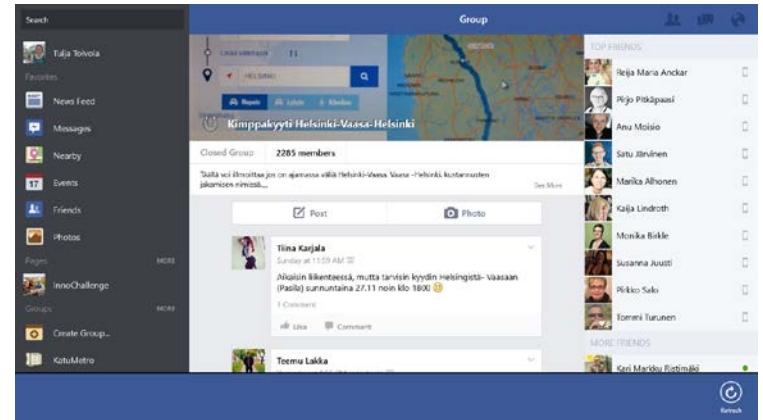 Search
Group
Tuija Toivola
Favorites
News Feed
Messages
Nearby
17
Events
Friends
Photos
Pages
MORE
InnoChallenge
Groups
MORE
Create Group...
KatuMetro
HELSINKI
Kimppakyyti Helsinki-Vaasa-Helsinki
Closed Group
2285 members
Täällä voi ilmoittaa jos on ajamassa väliä Helsinki-Vaasa. Vaasa -Helsinki. kustannusten
jakamisen nimissä....
See More
Post
Photo
Tiina Karjala
Sunday at 11:59 AM
Aikaisin liikenteessä, mutta tarvisin kyydin Helsingistä- Vaasaan
(Pasila) sunnuntaina 27.11 noin klo 1800
1 Comment
Like
Comment
Teemu Lakka
TOP FRIENDS
Reija Maria Anckar
Pirjo Pitkäpaasi
Anu Moisio
Satu Järvinen
Marika Alhonen
Kaija Lindroth
Monika Birkle
Susanna Juusti
Pirkko Salo
Tommi Turunen
MORE FRIENDS
Kari Markku Ristimäki
Refresh